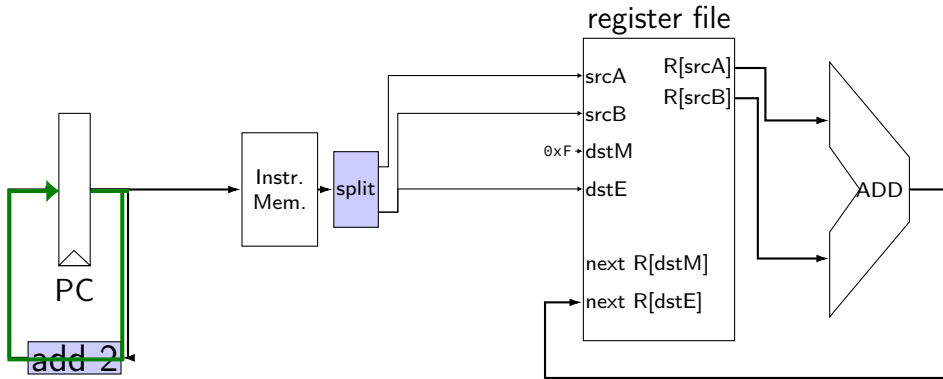 register file
srcA
R[srcA]
R[srcB]
srcB
0xF
dstM
dstE
Instr.
Mem.
split
ADD
PC
next R[dstM]
next R[dstE]
add 2